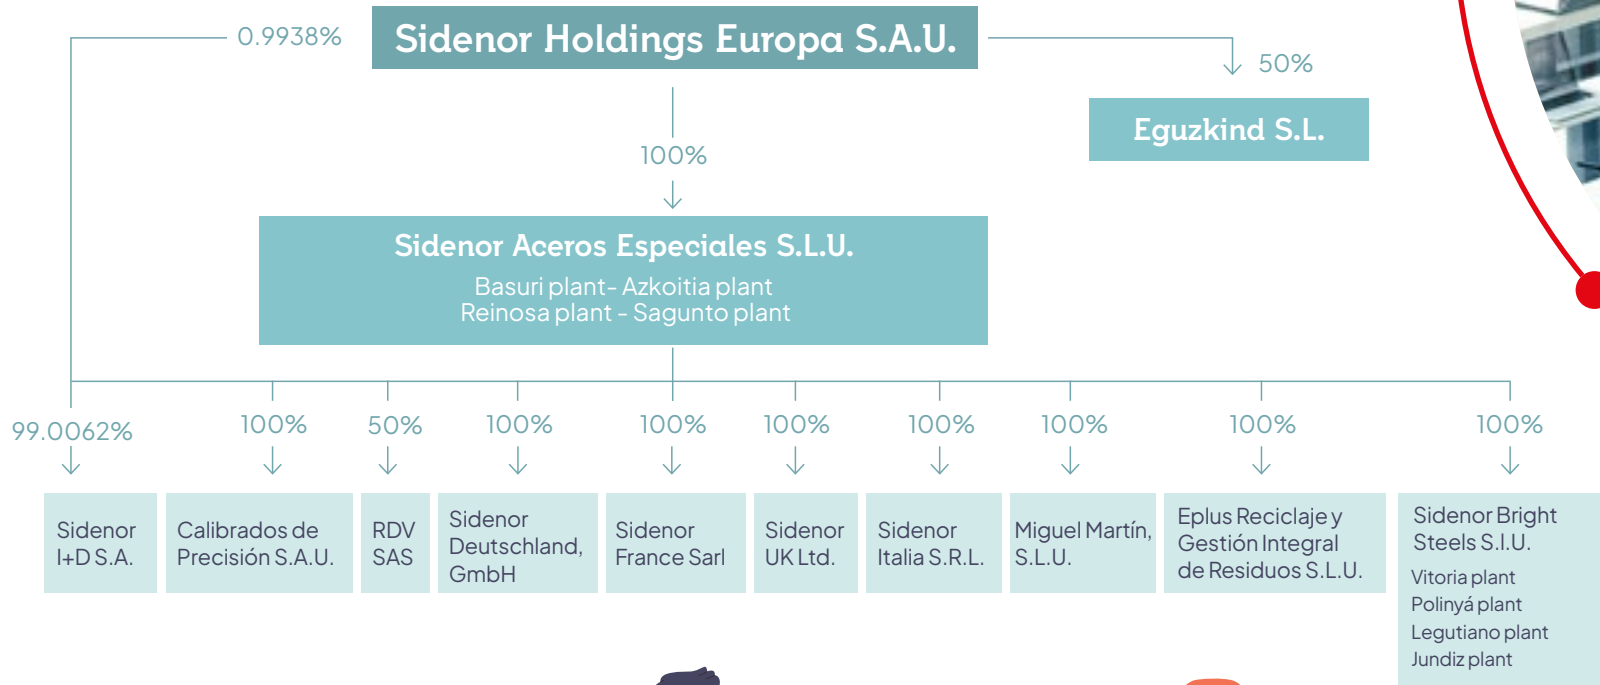 0.9938%
Sidenor Holdings Europa S.A.U.
50%
Eguzkind S.L.
100%
Sidenor Aceros Especiales S.L.U.
Basuri plant- Azkoitia plant
Reinosa plant - Sagunto plant
99.0062%
100%
50%
100%
100%
100%
100%
100%
100%
100%
Sidenor
I+D S.A.
Calibrados de
Precisión S.A.U.
RDV
SAS
Sidenor
Deutschland,
GmbH
Sidenor
France Sarl
Sidenor
UK Ltd.
Sidenor
Italia S.R.L.
Miguel Martín,
S.L.U.
Eplus Reciclaje y
Gestión Integral
de Residuos S.L.U.
Sidenor Bright
Steels S.I.U.
Vitoria plant
Polinyá plant
Legutiano plant
Jundiz plant